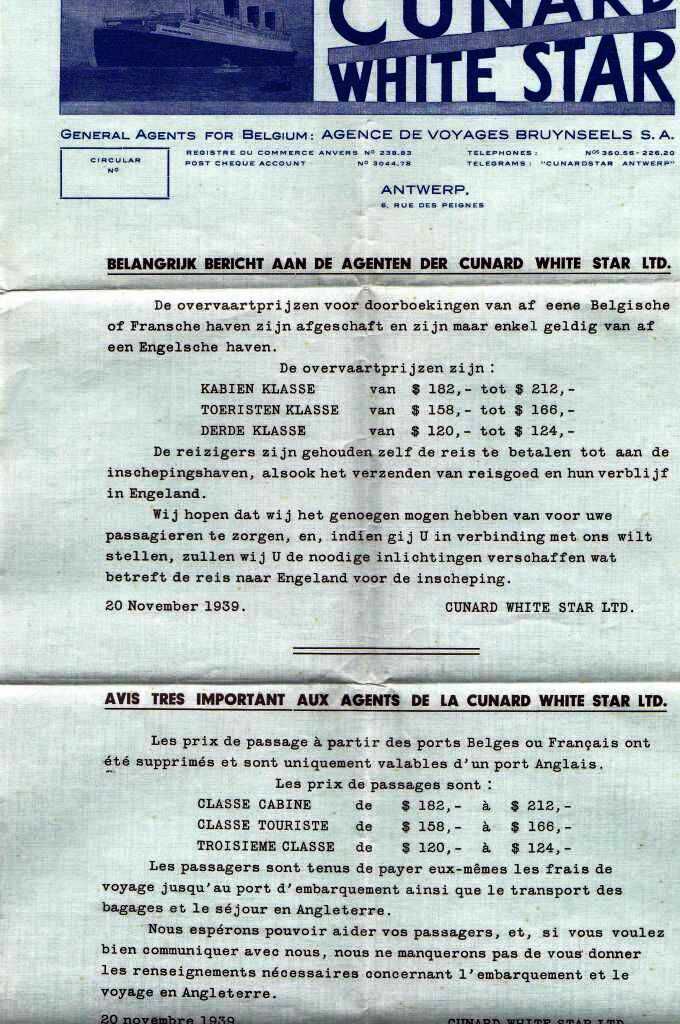 CUNARD
WHITE STAR
GENERAL AGENTS FOR BELGIUM: AGENCE DE VOYAGES BRUYNSEELS S.A.
CIRCULAR
Nº
REGISTRE DU COMMERCE ANVERS Nº 238.83
POST CHEQUE ACCOUNT Nº 3044.78
TELEPHONES: Nos 360.56-226.20
TELEGRAMS: "CUNARDSTAR ANTWERP"
ANTWERP,
6, RUE DES PEIGNES
BELANGRIJK BERICHT AAN DE AGENTEN DER CUNARD WHITE STAR LTD.
De overvaartprijzen voor doorboekingen van af eene Belgische
of Fransche haven zijn afgeschaft en zijn maar enkel geldig van af
een Engelsche haven.
De overvaartprijzen zijn :
KABIEN KLASSE van $ 182,- tot $ 212,-
TOERISTEN KLASSE van $ 158,- tot $ 166,-
DERDE KLASSE van $ 120,- tot $ 124,-
De reizigers zijn gehouden zelf de reis te betalen tot aan de
inschepingshaven, alsook het verzenden van reisgoed en hun verblijf
in Engeland.
Wij hopen dat wij het genoegen mogen hebben van voor uwe
passagieren te zorgen, en, indien gij U in verbinding met ons wilt
stellen, zullen wij U de noodige inlichtingen verschaffen wat
betreft de reis naar Engeland voor de inscheping.
20 November 1939. CUNARD WHITE STAR LTD.
AVIS TRES IMPORTANT AUX AGENTS DE LA CUNARD WHITE STAR LTD.
Les prix de passage à partir des ports Belges ou Français ont
été supprimés et sont uniquement valables d'un port Anglais.
Les prix de passages sont :
CLASSE CABINE de $ 182,- à $ 212,-
CLASSE TOURISTE de $ 158,- à $ 166,-
TROISIEME CLASSE de $ 120,- à $ 124,-
Les passagers sont tenus de payer eux-mêmes les frais de
voyage jusqu'au port d'embarquement ainsi que le transport des
bagages et le séjour en Angleterre.
Nous espérons pouvoir aider vos passagers, et, si vous voulez
bien communiquer avec nous, nous ne manquerons pas de vous donner
les renseignements nécessaires concernant l'embarquement et le
voyage en Angleterre.
20 novembre 1939. CUNARD WHITE STAR LTD.